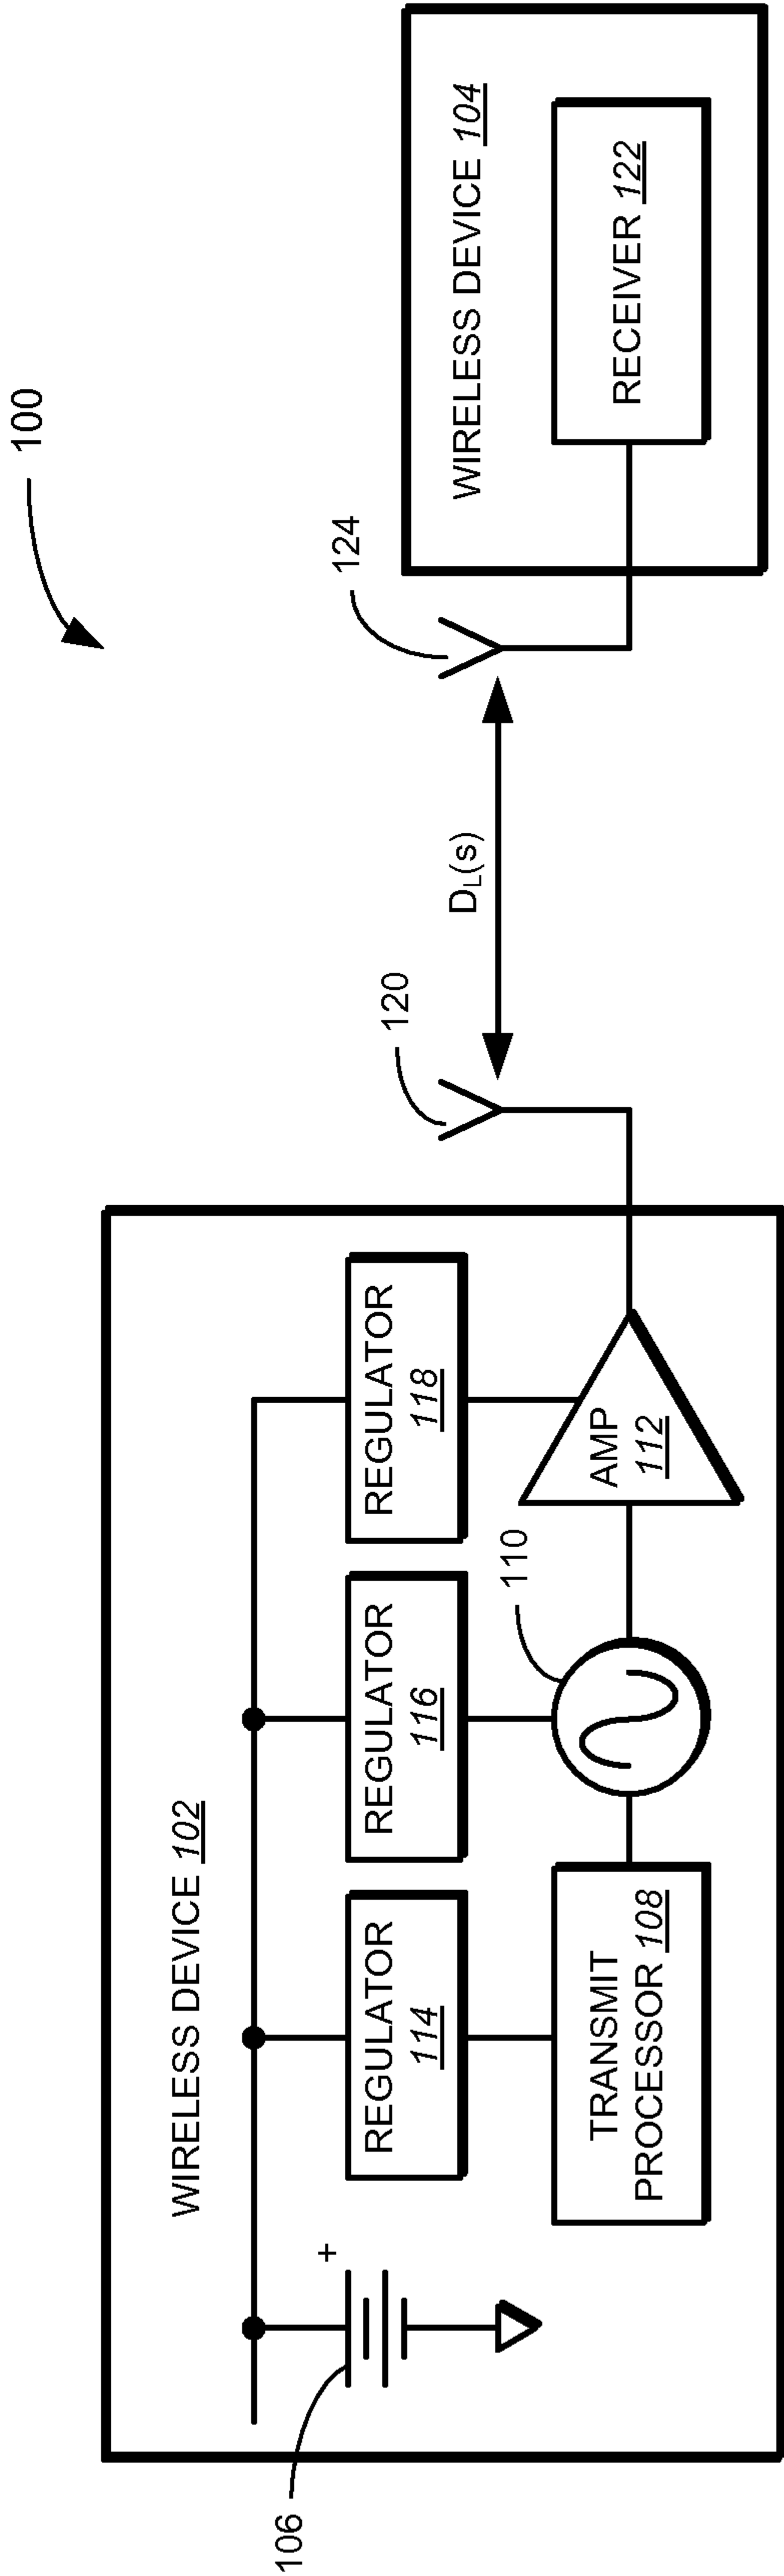 100
WIRELESS DEVICE 102
106
+
REGULATOR
114
REGULATOR
116
REGULATOR
118
TRANSMIT
PROCESSOR 108
110
AMP
112
120
D_L(s)
124
WIRELESS DEVICE 104
RECEIVER 122